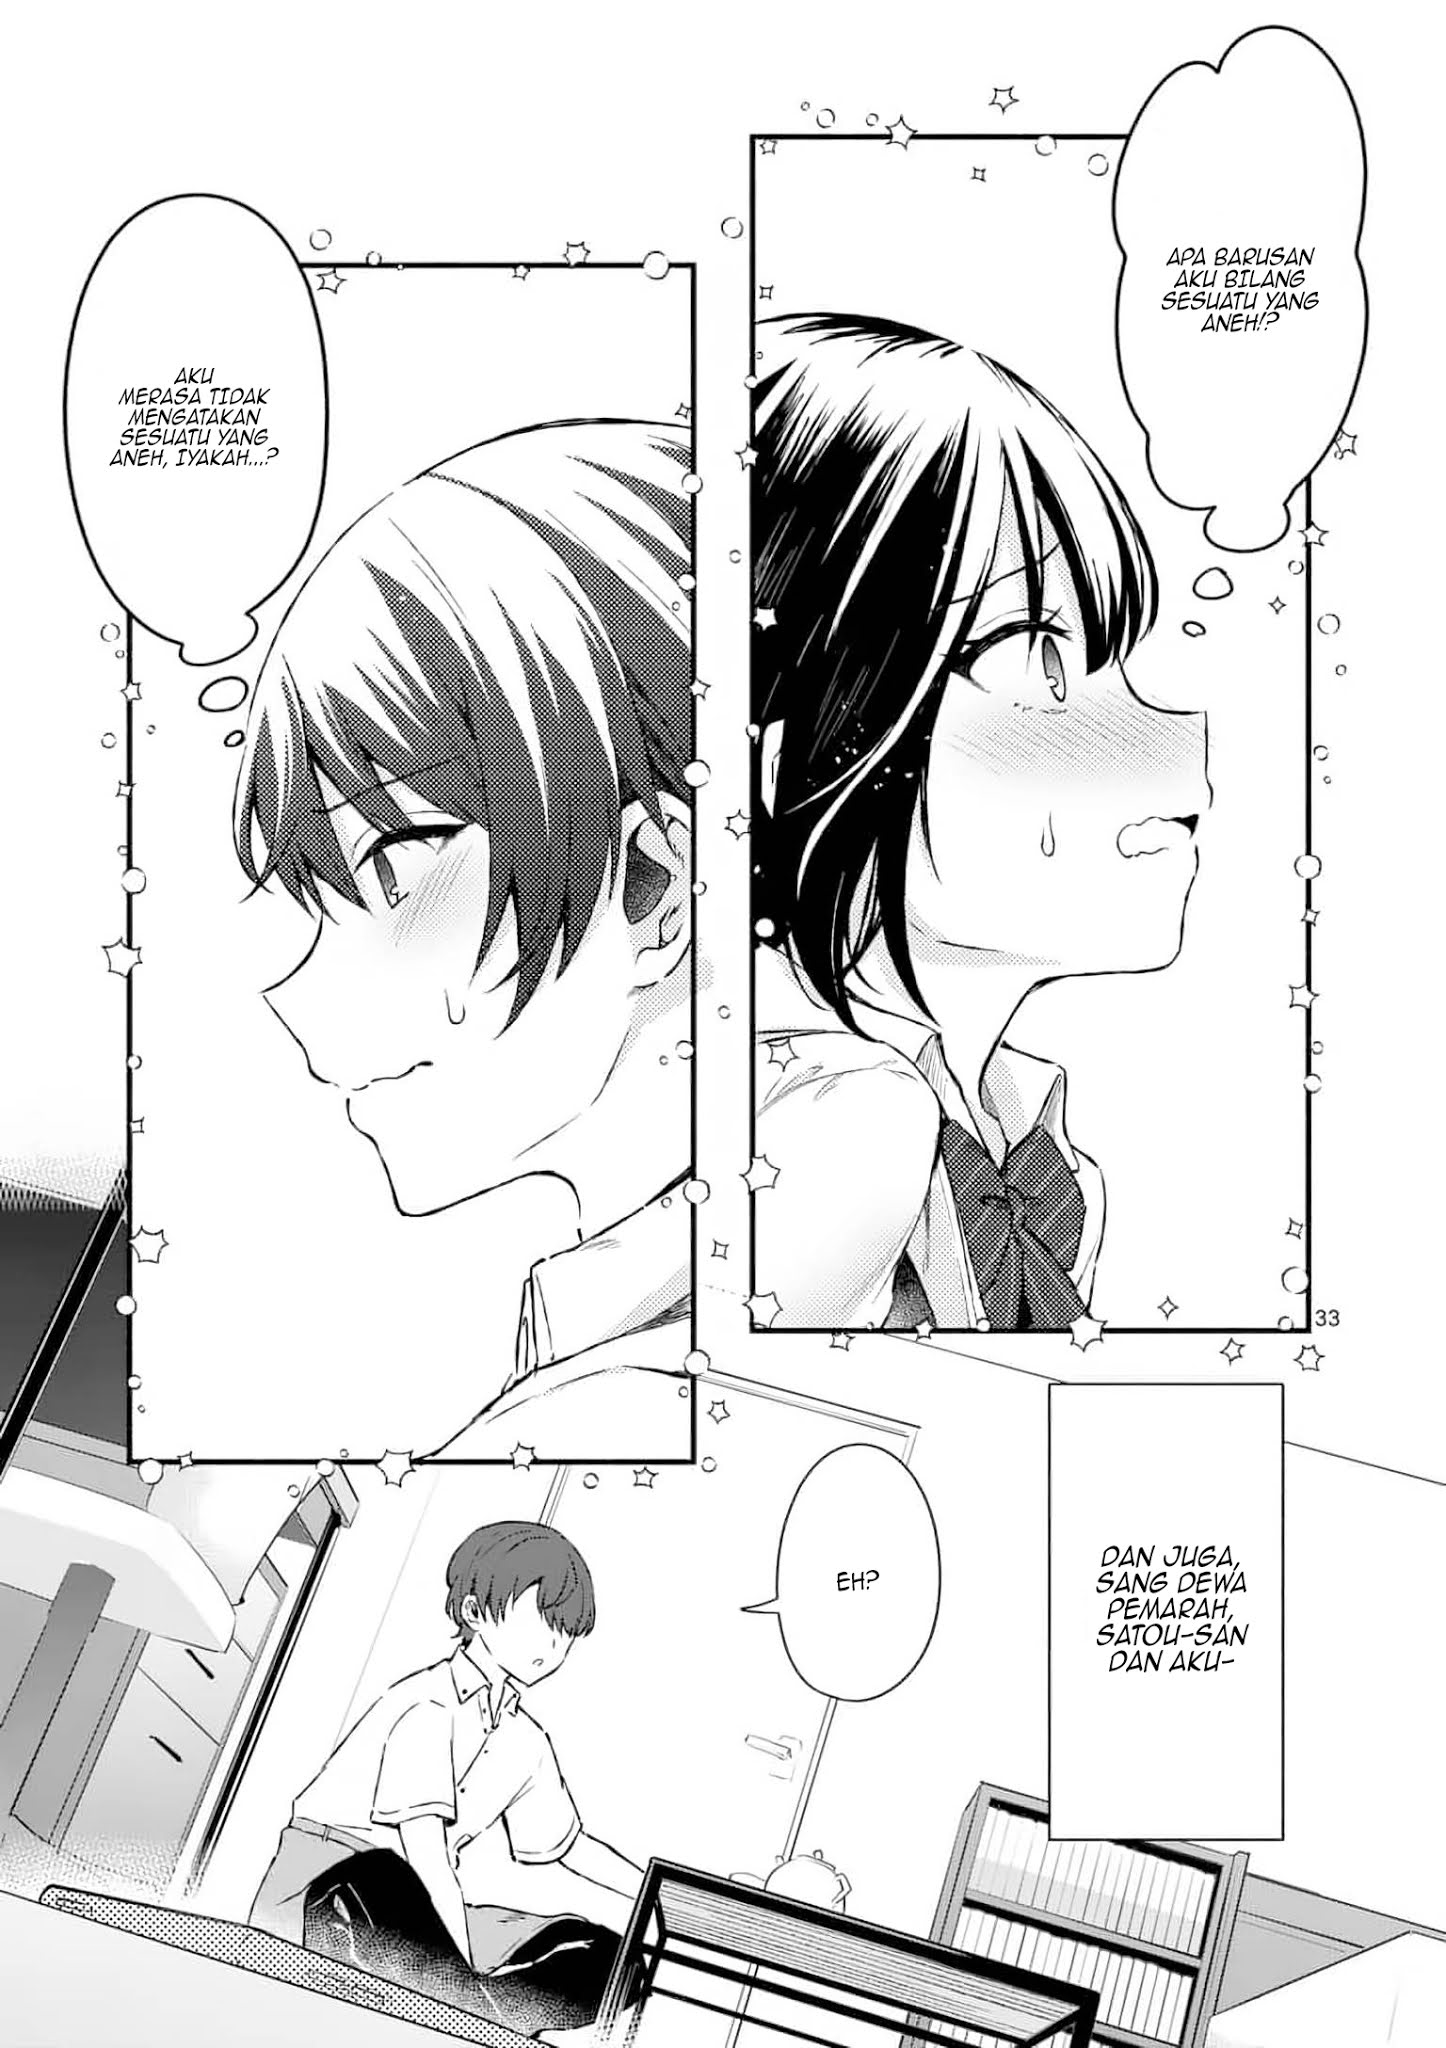 APA BARUSAN
AKU BILANG
SESUATU YANG
ANEH!?
AKU
MERASA TIDAK
MENGATAKAN
SESUATU YANG
ANEH, IYAKAH...?
33
DAN JUGA,
SANG DEWA
PEMARAH,
SATOU-SAN
DAN AKU-
EH?